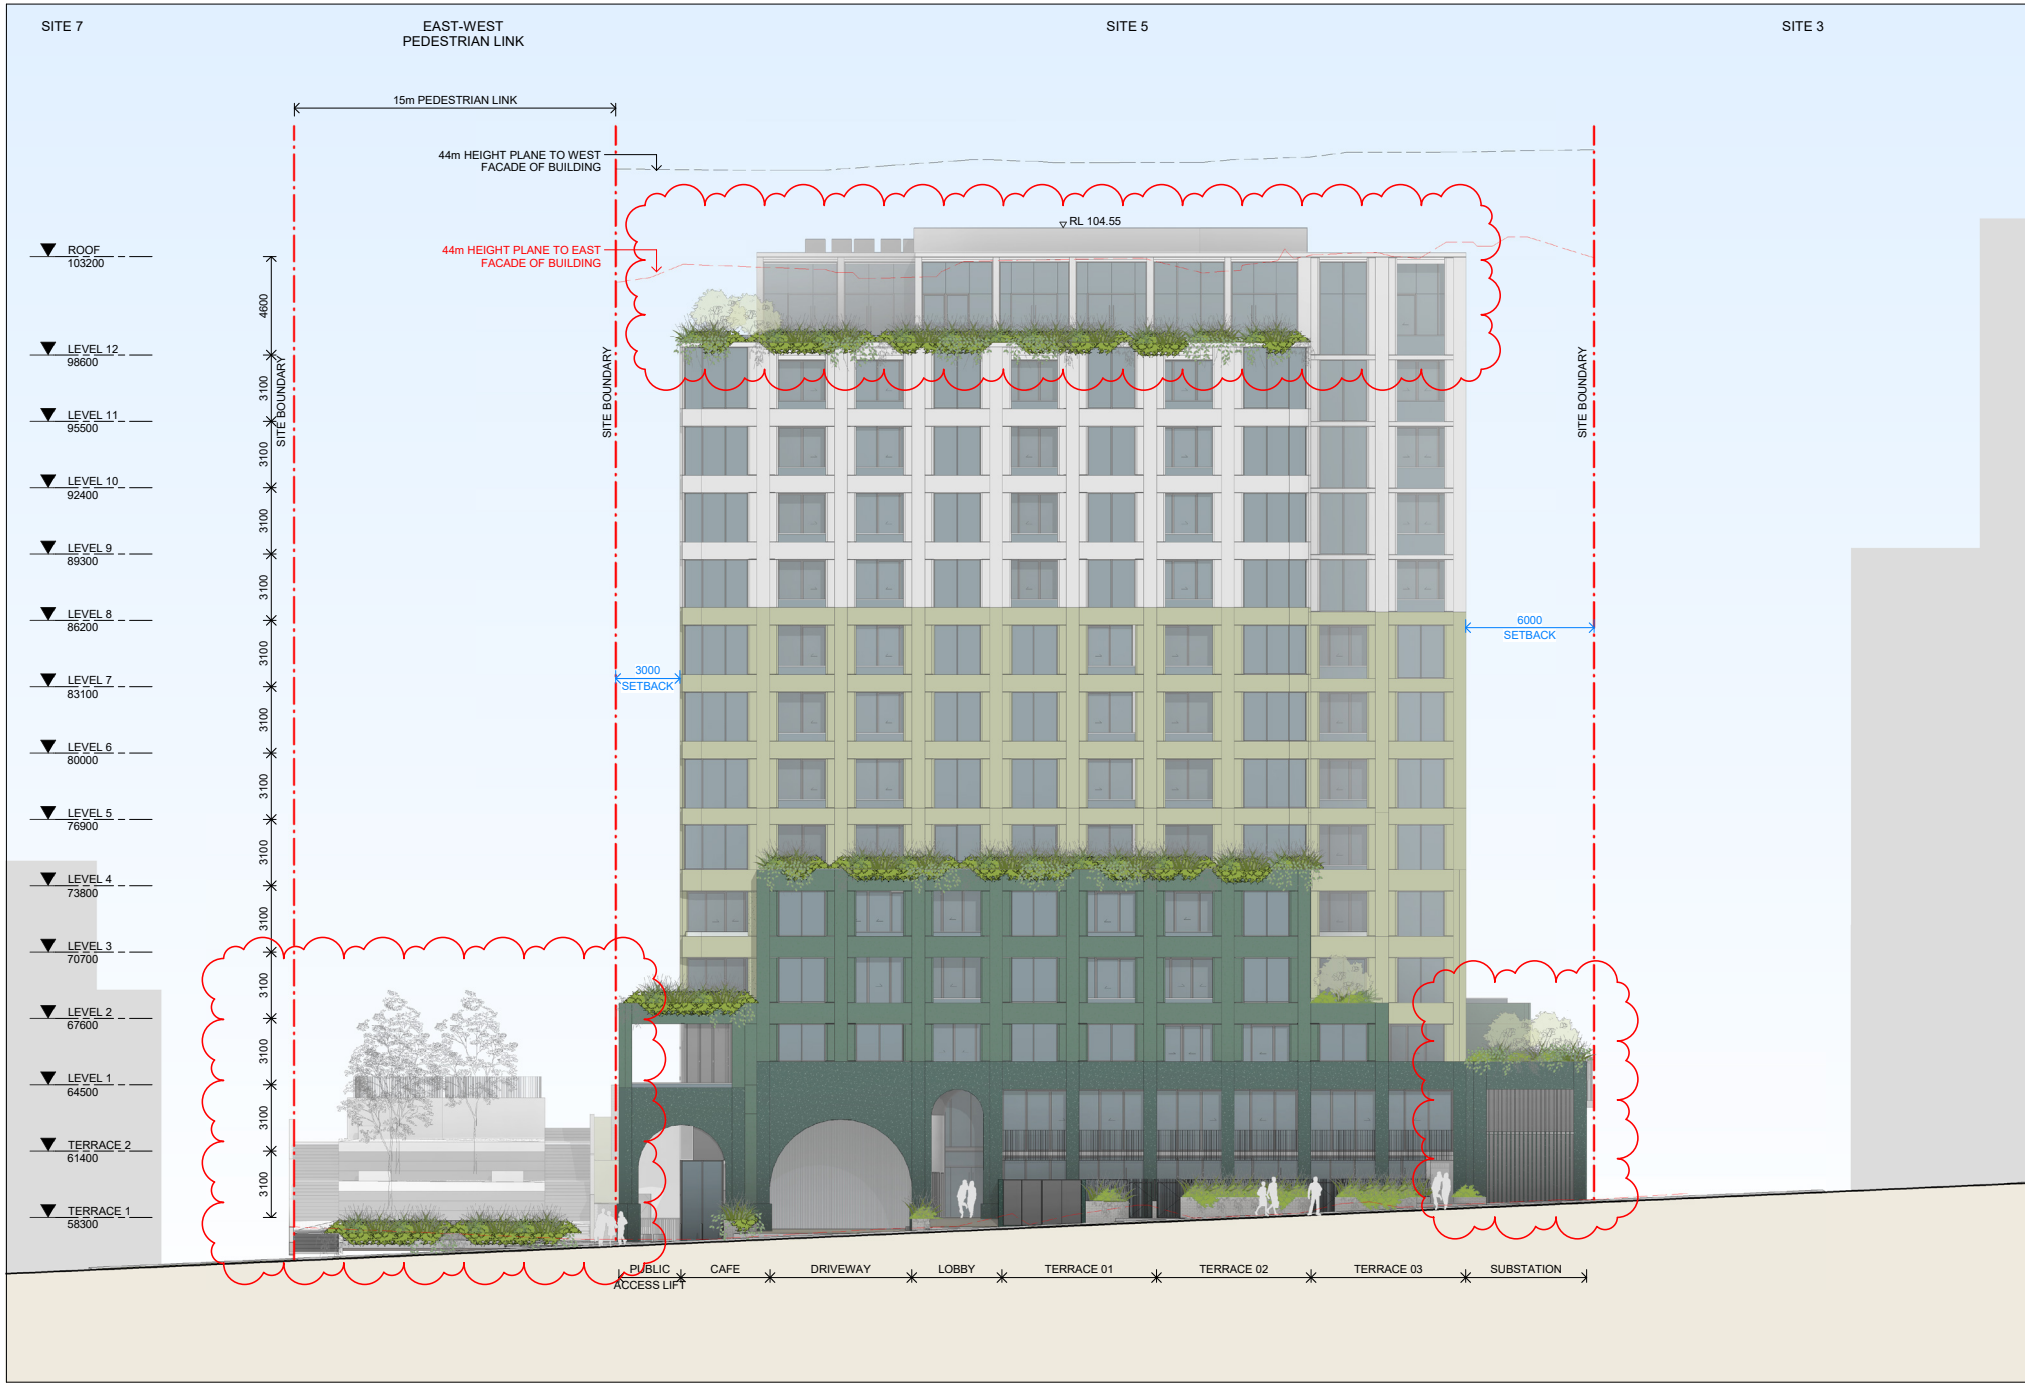 SITE 7
EAST-WEST
PEDESTRIAN LINK
SITE 5
SITE 3
15m PEDESTRIAN LINK
44m HEIGHT PLANE TO WEST
FACADE OF BUILDING
RL 104.55
44m HEIGHT PLANE TO EAST
FACADE OF BUILDING
ROOF
103200
4600
LEVEL 12
98600
3100
SITE BOUNDARY
SITE BOUNDARY
SITE BOUNDARY
LEVEL 11
95500
3100
LEVEL 10
92400
3100
LEVEL 9
89300
3100
LEVEL 8
86200
3100
6000
SETBACK
3000
SETBACK
LEVEL 7
83100
3100
LEVEL 6
80000
3100
LEVEL 5
76900
3100
LEVEL 4
73800
3100
LEVEL 3
70700
3100
LEVEL 2
67600
3100
LEVEL 1
64500
3100
TERRACE 2
61400
3100
TERRACE 1
58300
PUBLIC
ACCESS LIFT
CAFE
DRIVEWAY
LOBBY
TERRACE 01
TERRACE 02
TERRACE 03
SUBSTATION